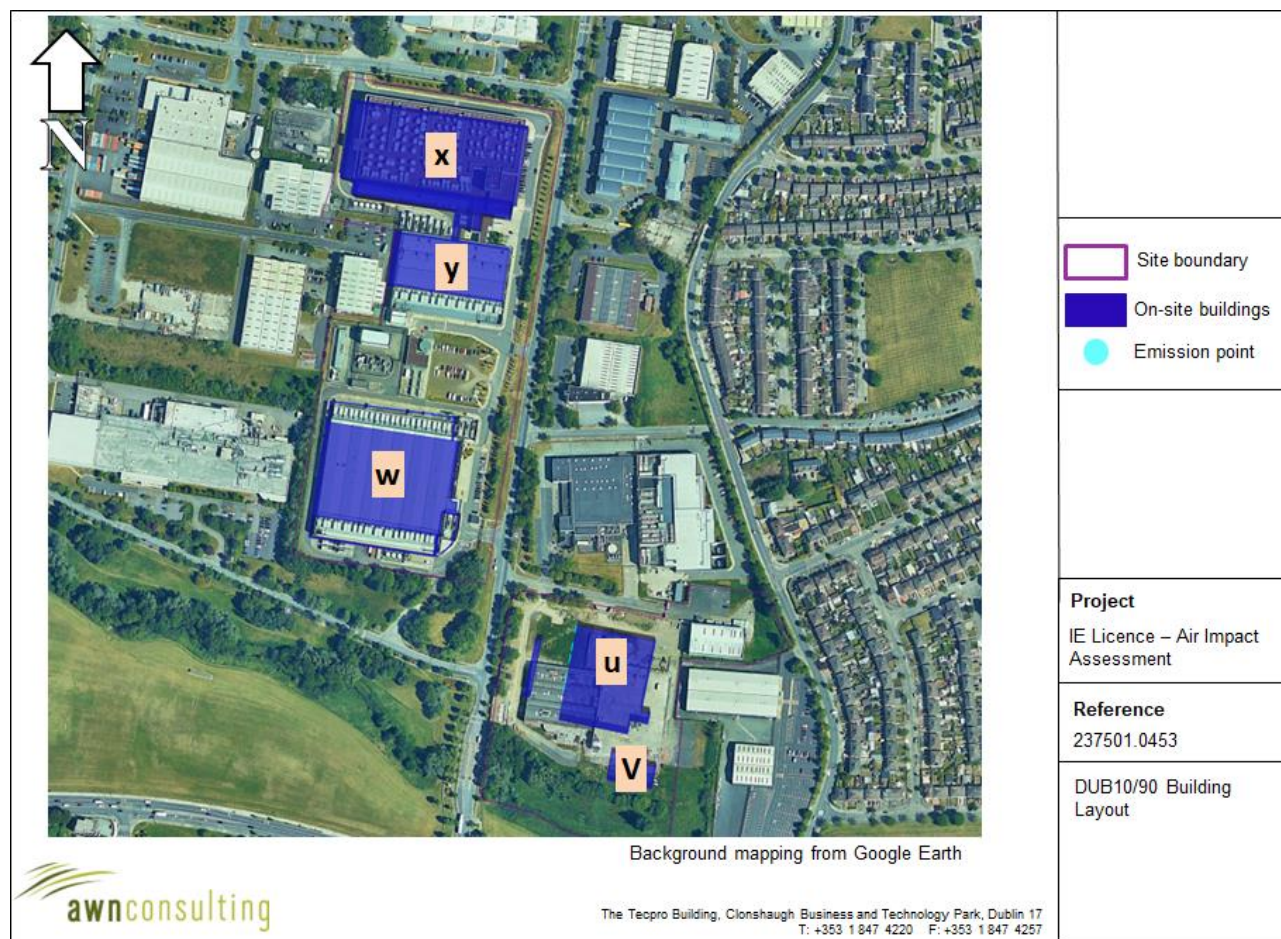 N
x
y
w
u
V
Site boundary
On-site buildings
Emission point
Project
IE Licence – Air Impact
Assessment
Reference
237501.0453
DUB10/90 Building
Layout
Background mapping from Google Earth
awnconsulting
The Tecpro Building, Clonshaugh Business and Technology Park, Dublin 17
T: +353 1 847 4220 F: +353 1 847 4257